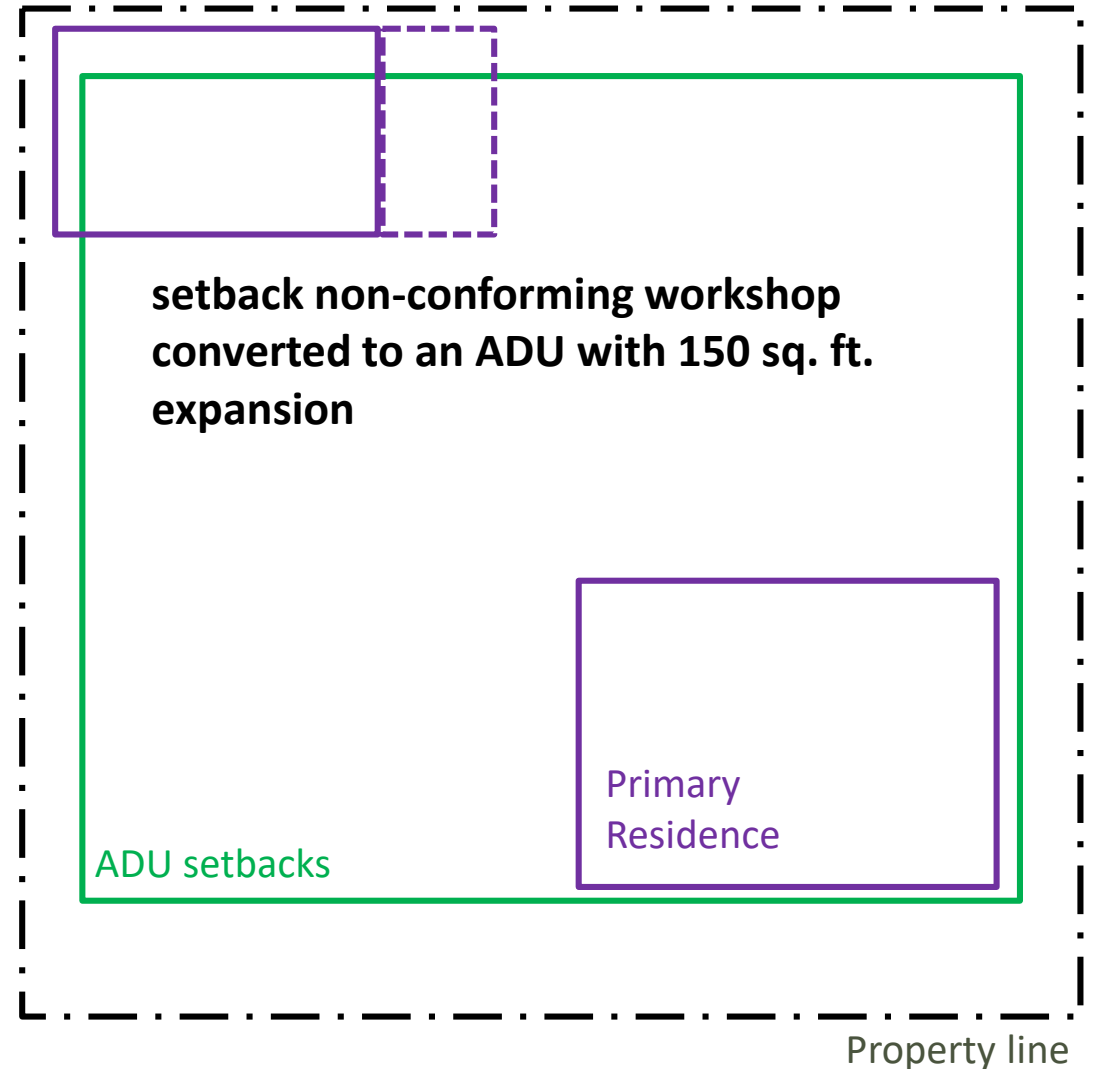 setback non-conforming workshop
converted to an ADU with 150 sq. ft.
expansion
Primary
Residence
ADU setbacks
Property line